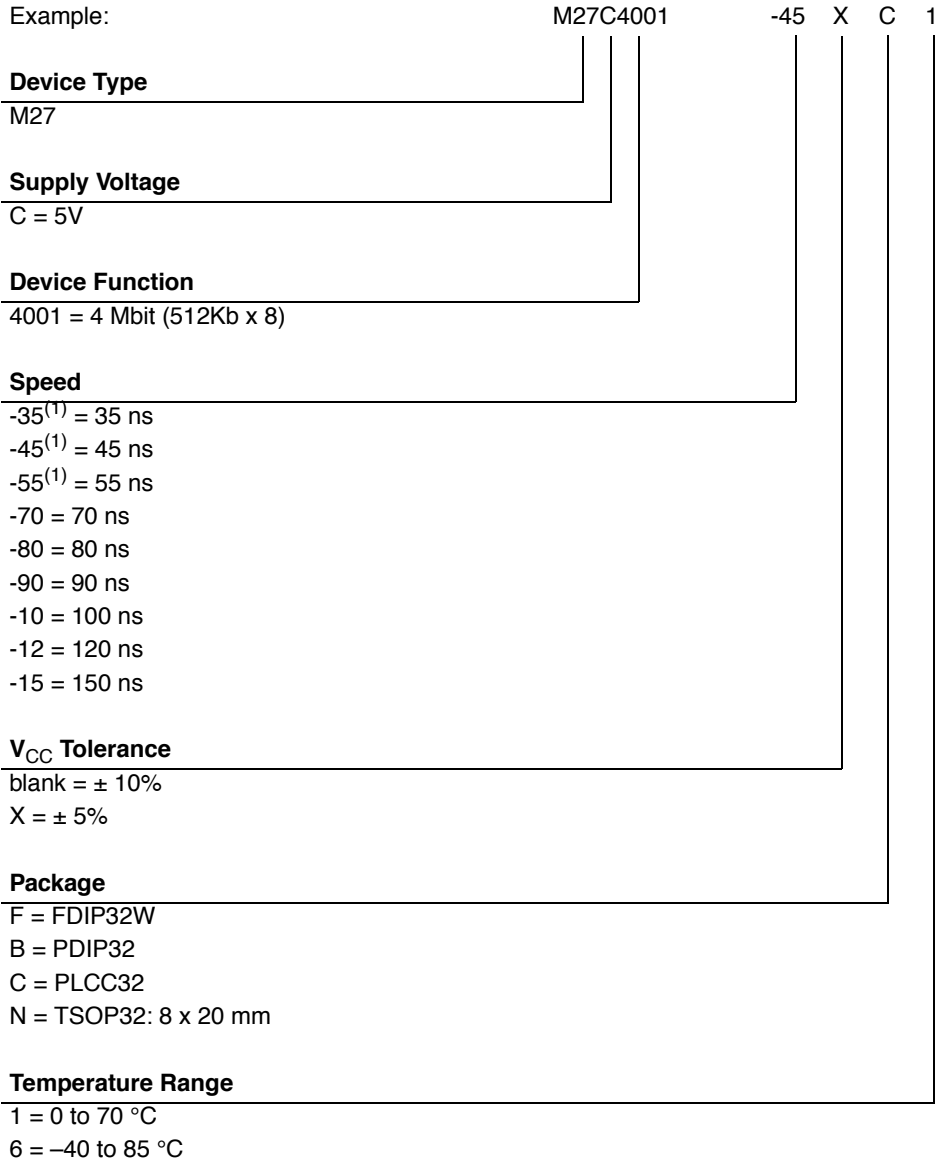 Example: M27C4001 -45 X C 1
Device Type
M27
Supply Voltage
C = 5V
Device Function
4001 = 4 Mbit (512Kb x 8)
Speed
-35(1) = 35 ns
-45(1) = 45 ns
-55(1) = 55 ns
-70 = 70 ns
-80 = 80 ns
-90 = 90 ns
-10 = 100 ns
-12 = 120 ns
-15 = 150 ns
VCC Tolerance
blank = ± 10%
X = ± 5%
Package
F = FDIP32W
B = PDIP32
C = PLCC32
N = TSOP32: 8 x 20 mm
Temperature Range
1 = 0 to 70 °C
6 = –40 to 85 °C